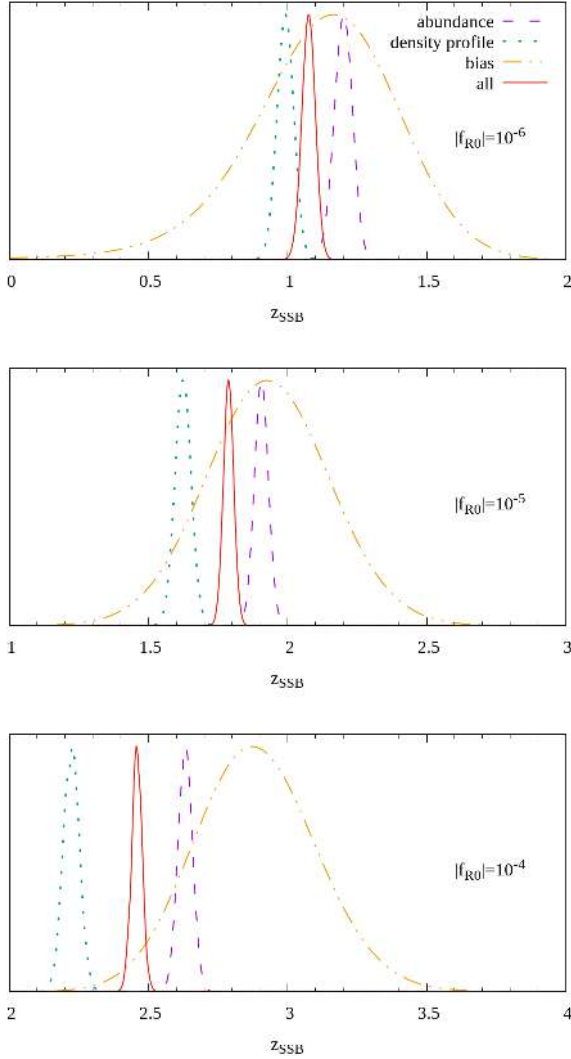 abundance
density profile
bias
all
|f_R0|=10^-6
0 0.5 1 1.5 2
z_SSB
|f_R0|=10^-5
1 1.5 2 2.5 3
z_SSB
|f_R0|=10^-4
2 2.5 3 3.5 4
z_SSB